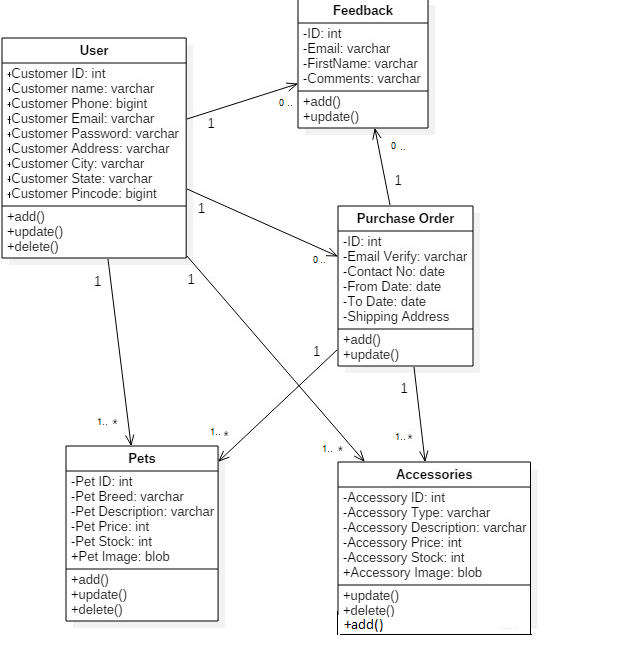 Feedback
-ID: int
-Email: varchar
-FirstName: varchar
-Comments: varchar
+add()
+update()
User
+Customer ID: int
+Customer name: varchar
+Customer Phone: bigint
+Customer Email: varchar
+Customer Password: varchar
+Customer Address: varchar
+Customer City: varchar
+Customer State: varchar
+Customer Pincode: bigint
+add()
+update()
+delete()
1
0 ..
0 ..
1
1
0 ..
Purchase Order
-ID: int
-Email Verify: varchar
-Contact No: date
-From Date: date
-To Date: date
-Shipping Address
+add()
+update()
1
1
1
1
1.. *
1.. *
1.. *
1.. *
Pets
-Pet ID: int
-Pet Breed: varchar
-Pet Description: varchar
-Pet Price: int
-Pet Stock: int
+Pet Image: blob
+add()
+update()
+delete()
Accessories
-Accessory ID: int
-Accessory Type: varchar
-Accessory Description: varchar
-Accessory Price: int
-Accessory Stock: int
+Accessory Image: blob
+update()
+delete()
+add()